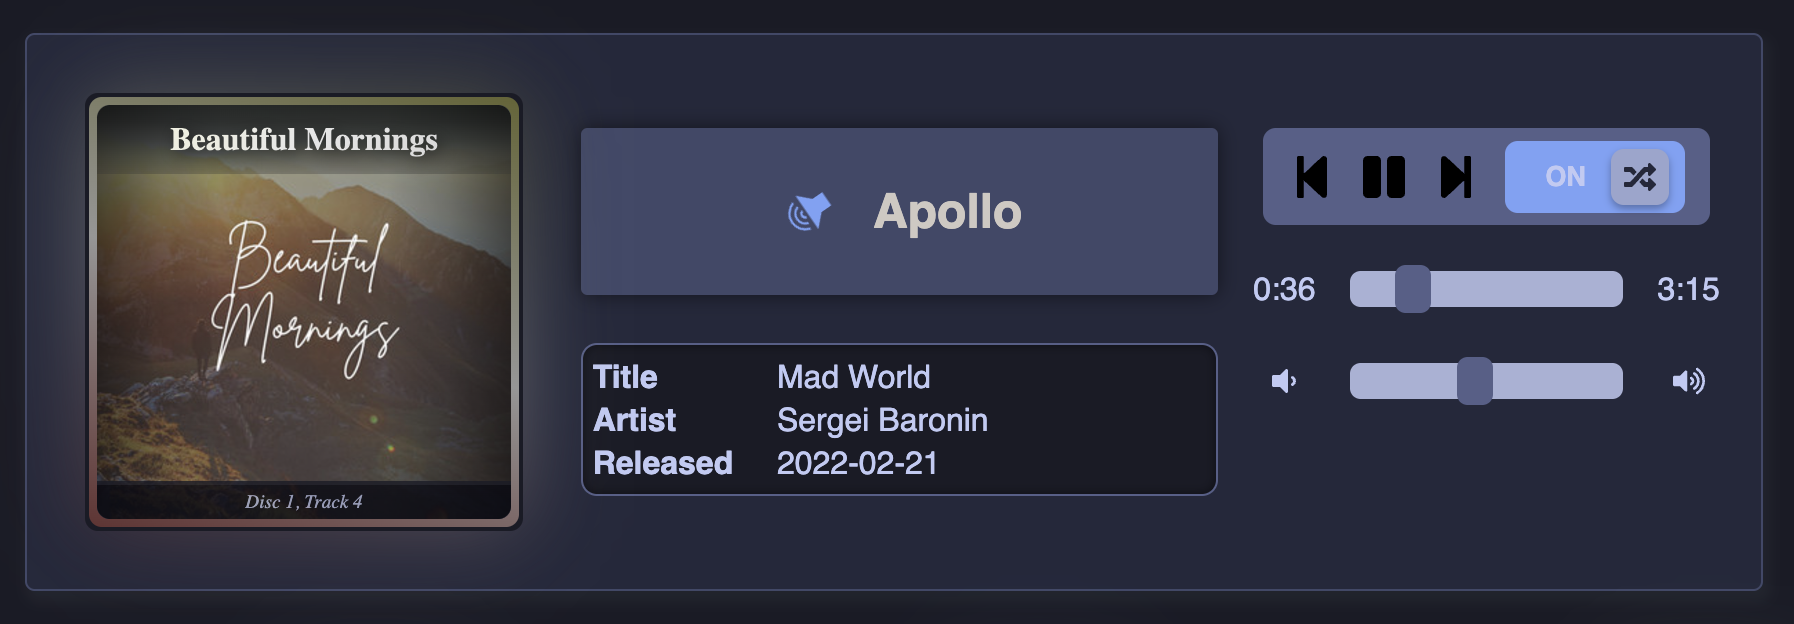 Beautiful Mornings
Beautiful
Mornings
Disc 1, Track 4
Apollo
Title Mad World
Artist Sergei Baronin
Released 2022-02-21
ON
0:36 3:15